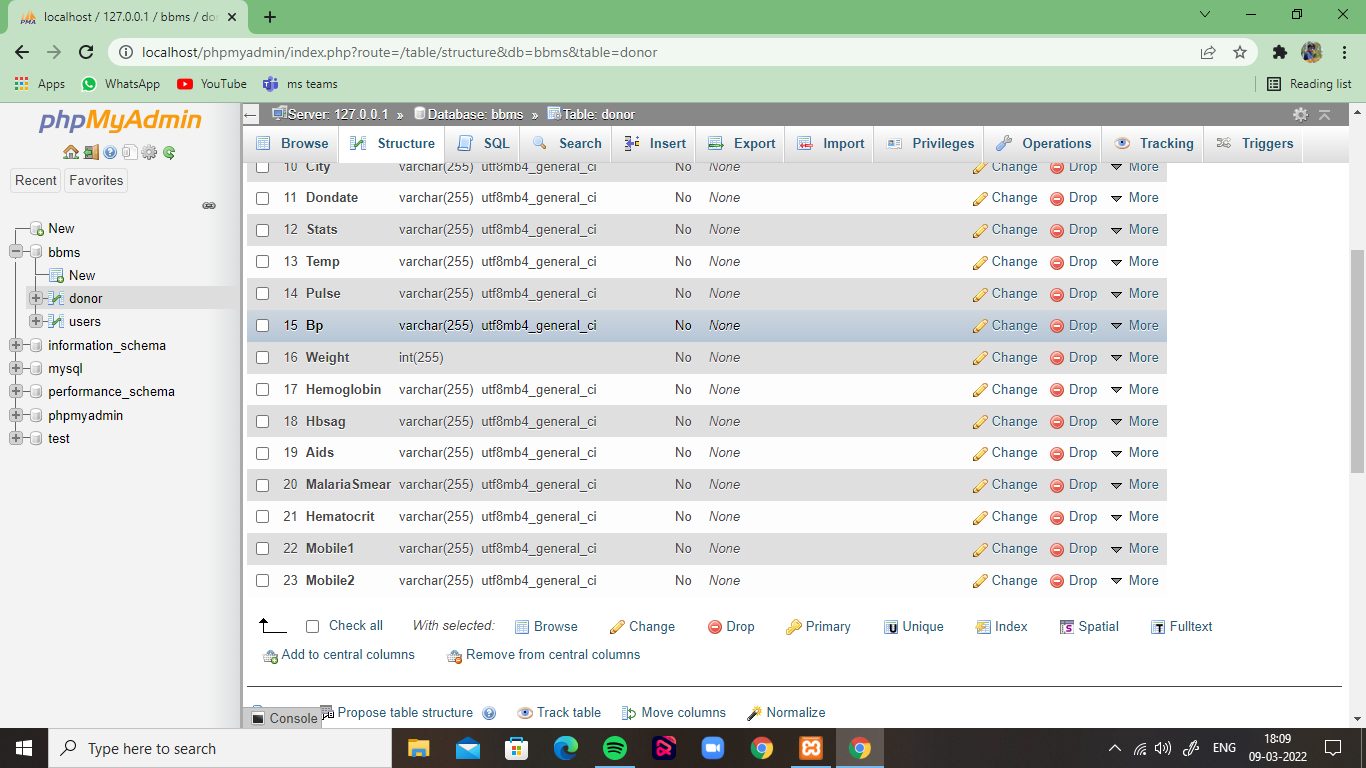 localhost / 127.0.0.1 / bbms / don
localhost/phpmyadmin/index.php?route=/table/structure&db=bbms&table=donor
Apps WhatsApp YouTube ms teams Reading list
phpMyAdmin
Recent Favorites
New
bbms
New
donor
users
information_schema
mysql
performance_schema
phpmyadmin
test
Server: 127.0.0.1 » Database: bbms » Table: donor
Browse Structure SQL Search Insert Export Import Privileges Operations Tracking Triggers
10 City varchar(255) utf8mb4_general_ci No None Change Drop More
11 Dondate varchar(255) utf8mb4_general_ci No None Change Drop More
12 Stats varchar(255) utf8mb4_general_ci No None Change Drop More
13 Temp varchar(255) utf8mb4_general_ci No None Change Drop More
14 Pulse varchar(255) utf8mb4_general_ci No None Change Drop More
15 Bp varchar(255) utf8mb4_general_ci No None Change Drop More
16 Weight int(255) No None Change Drop More
17 Hemoglobin varchar(255) utf8mb4_general_ci No None Change Drop More
18 Hbsag varchar(255) utf8mb4_general_ci No None Change Drop More
19 Aids varchar(255) utf8mb4_general_ci No None Change Drop More
20 MalariaSmear varchar(255) utf8mb4_general_ci No None Change Drop More
21 Hematocrit varchar(255) utf8mb4_general_ci No None Change Drop More
22 Mobile1 varchar(255) utf8mb4_general_ci No None Change Drop More
23 Mobile2 varchar(255) utf8mb4_general_ci No None Change Drop More
Check all With selected: Browse Change Drop Primary Unique Index Spatial Fulltext
Add to central columns Remove from central columns
Propose table structure Track table Move columns Normalize
Console
Type here to search
ENG
18:09
09-03-2022